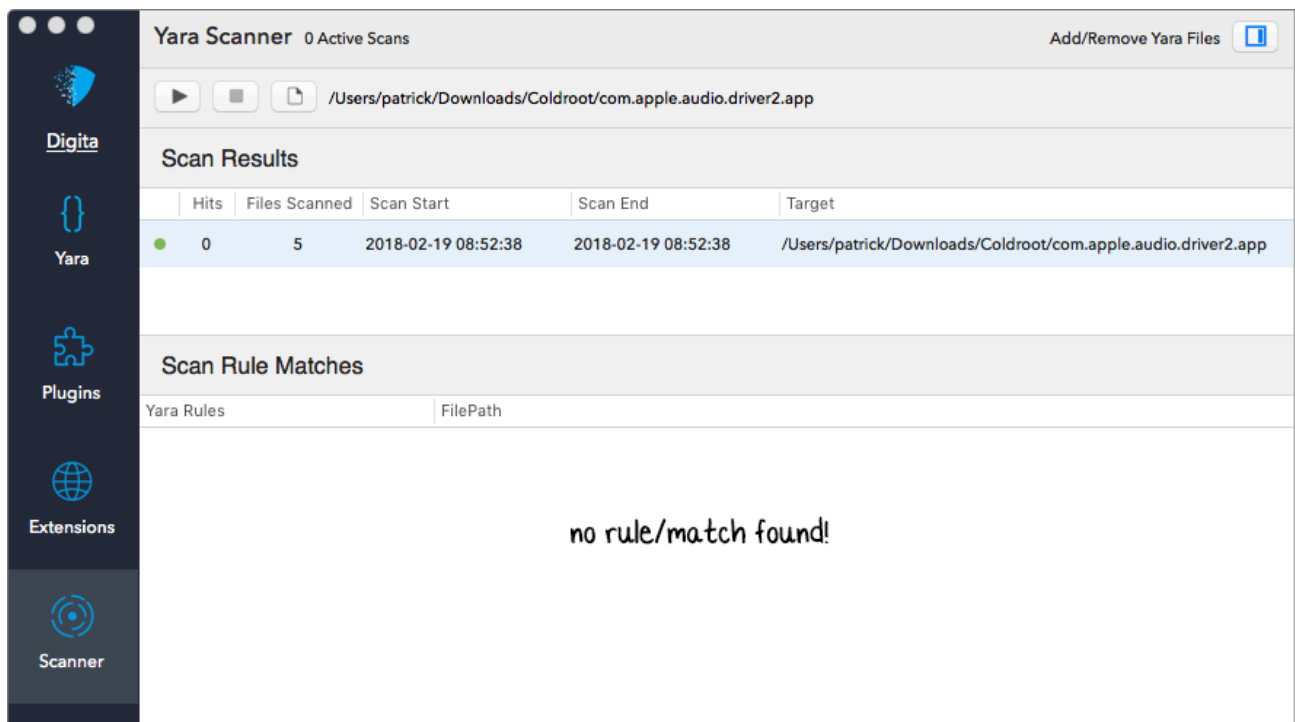 Yara Scanner 0 Active Scans Add/Remove Yara Files
/Users/patrick/Downloads/Coldroot/com.apple.audio.driver2.app
Digita
Scan Results
Hits Files Scanned Scan Start Scan End Target
0 5 2018-02-19 08:52:38 2018-02-19 08:52:38 /Users/patrick/Downloads/Coldroot/com.apple.audio.driver2.app
Yara
Scan Rule Matches
Plugins
Yara Rules FilePath
Extensions
no rule/match found!
Scanner